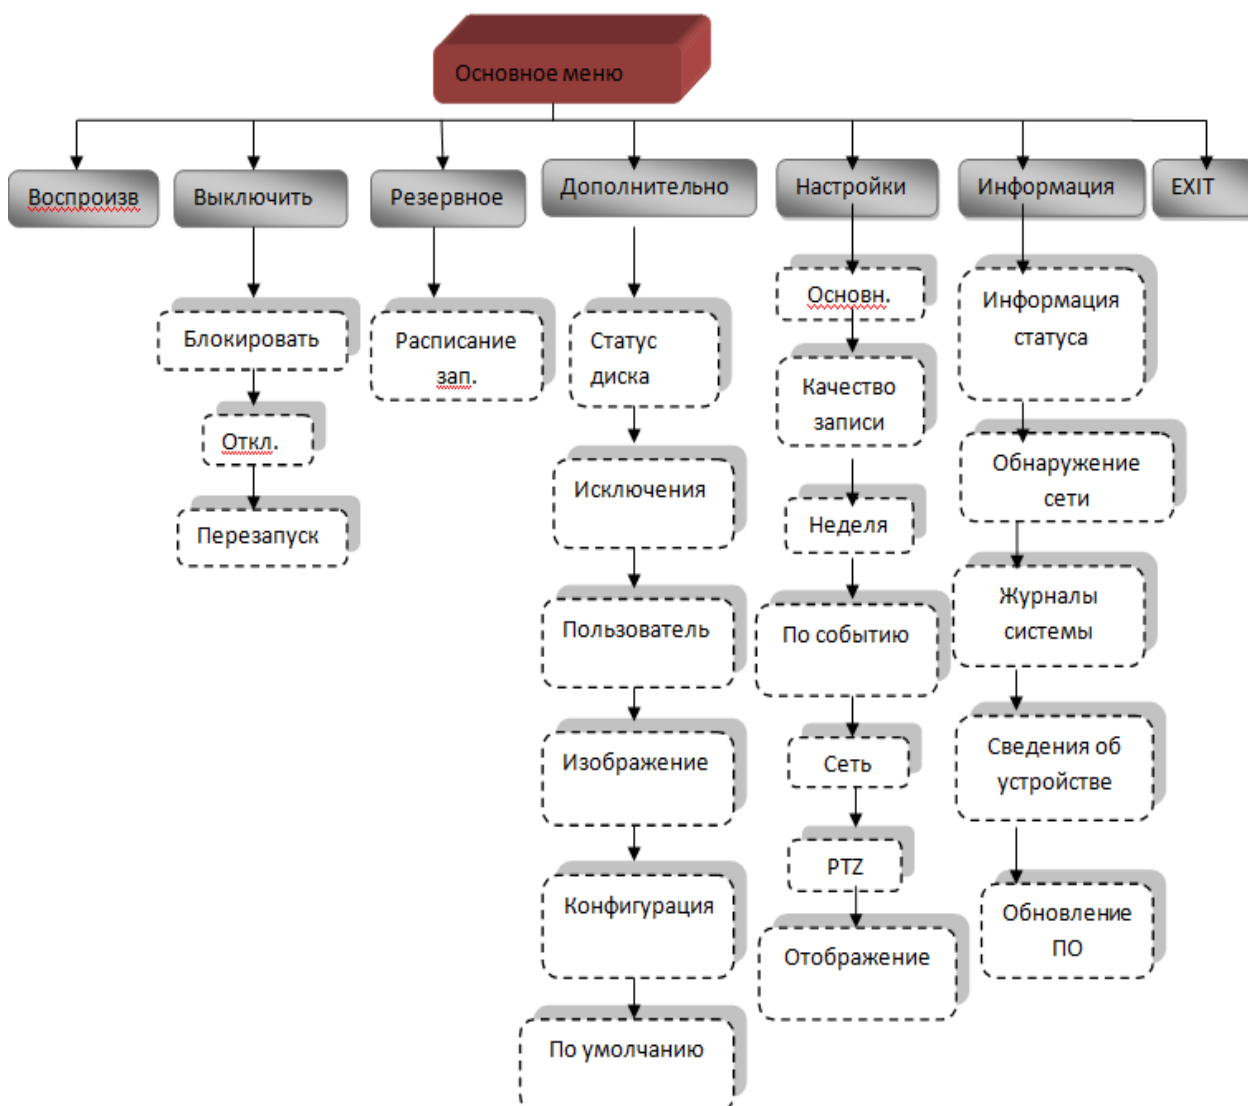 Основное меню
Воспроизв
Выключить
Резервное
Дополнительно
Настройки
Информация
EXIT
Блокировать
Откл.
Перезапуск
Расписание
зап.
Статус
диска
Исключения
Пользователь
Изображение
Конфигурация
По умолчанию
Основн.
Качество
записи
Неделя
По событию
Сеть
PTZ
Отображение
Информация
статуса
Обнаружение
сети
Журналы
системы
Сведения об
устройстве
Обновление
ПО